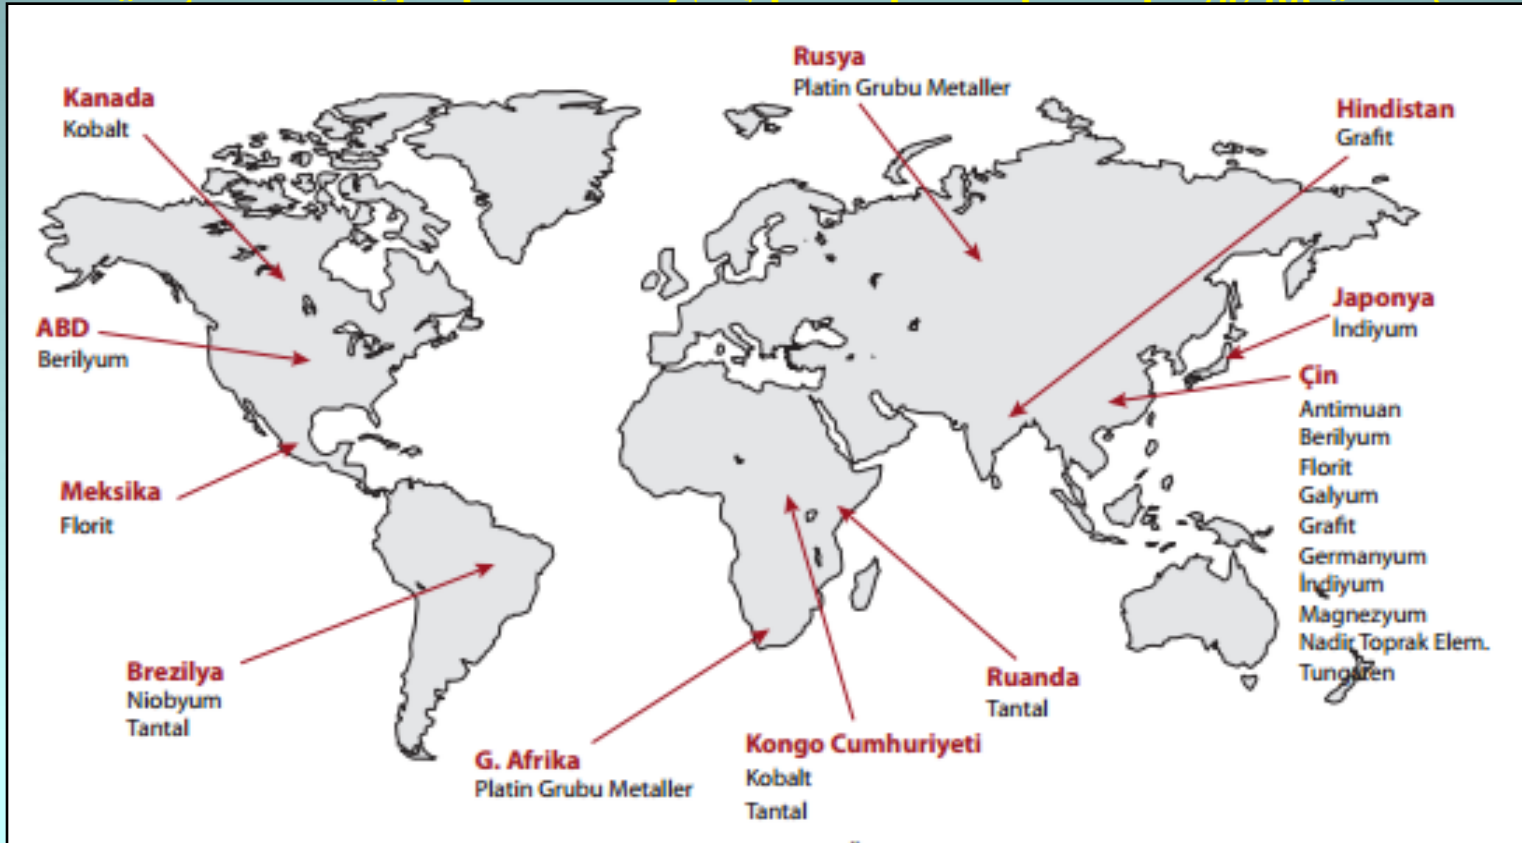 Kanada
Kobalt
Rusya
Platin Grubu Metaller
Hindistan
Grafit
ABD
Berilyum
Japonya
İndiyum
Çin
Antimuan
Berilyum
Florit
Galyum
Grafit
Germanyum
İndiyum
Magnezyum
Nadir Toprak Elem.
Tungsten
Meksika
Florit
Brezilya
Niobyum
Tantal
G. Afrika
Platin Grubu Metaller
Kongo Cumhuriyeti
Kobalt
Tantal
Ruanda
Tantal